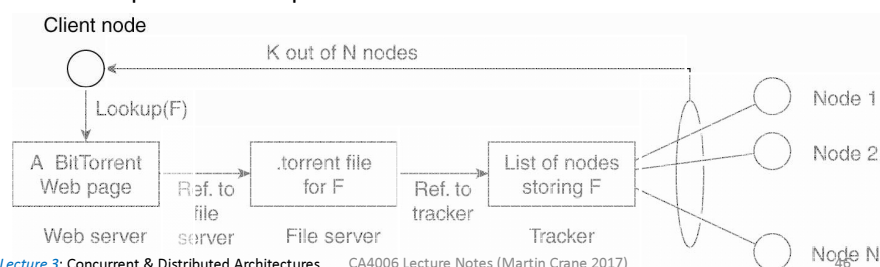 Client node
K out of N nodes
Lookup(F)
Node 1
Node 2
A BitTorrent
Web page
Ref. to
file
server
.torrent file
for F
Ref. to
tracker
List of nodes
storing F
Web server
File server
Tracker
Node N
Lecture 3: Concurrent & Distributed Architectures
CA4006 Lecture Notes (Martin Crane 2017)